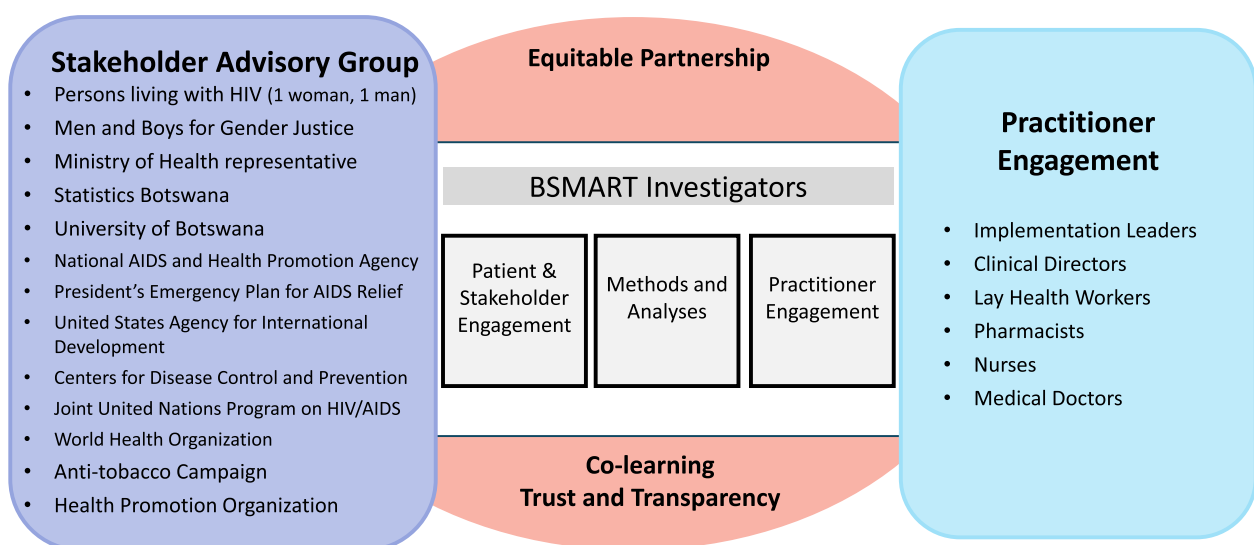 Stakeholder Advisory Group
• Persons living with HIV (1 woman, 1 man)
• Men and Boys for Gender Justice
• Ministry of Health representative
• Statistics Botswana
• University of Botswana
• National AIDS and Health Promotion Agency
• President’s Emergency Plan for AIDS Relief
• United States Agency for International
Development
• Centers for Disease Control and Prevention
• Joint United Nations Program on HIV/AIDS
• World Health Organization
• Anti-tobacco Campaign
• Health Promotion Organization
Equitable Partnership
BSMART Investigators
Patient &
Stakeholder
Engagement
Methods and
Analyses
Practitioner
Engagement
Co-learning
Trust and Transparency
Practitioner
Engagement
• Implementation Leaders
• Clinical Directors
• Lay Health Workers
• Pharmacists
• Nurses
• Medical Doctors